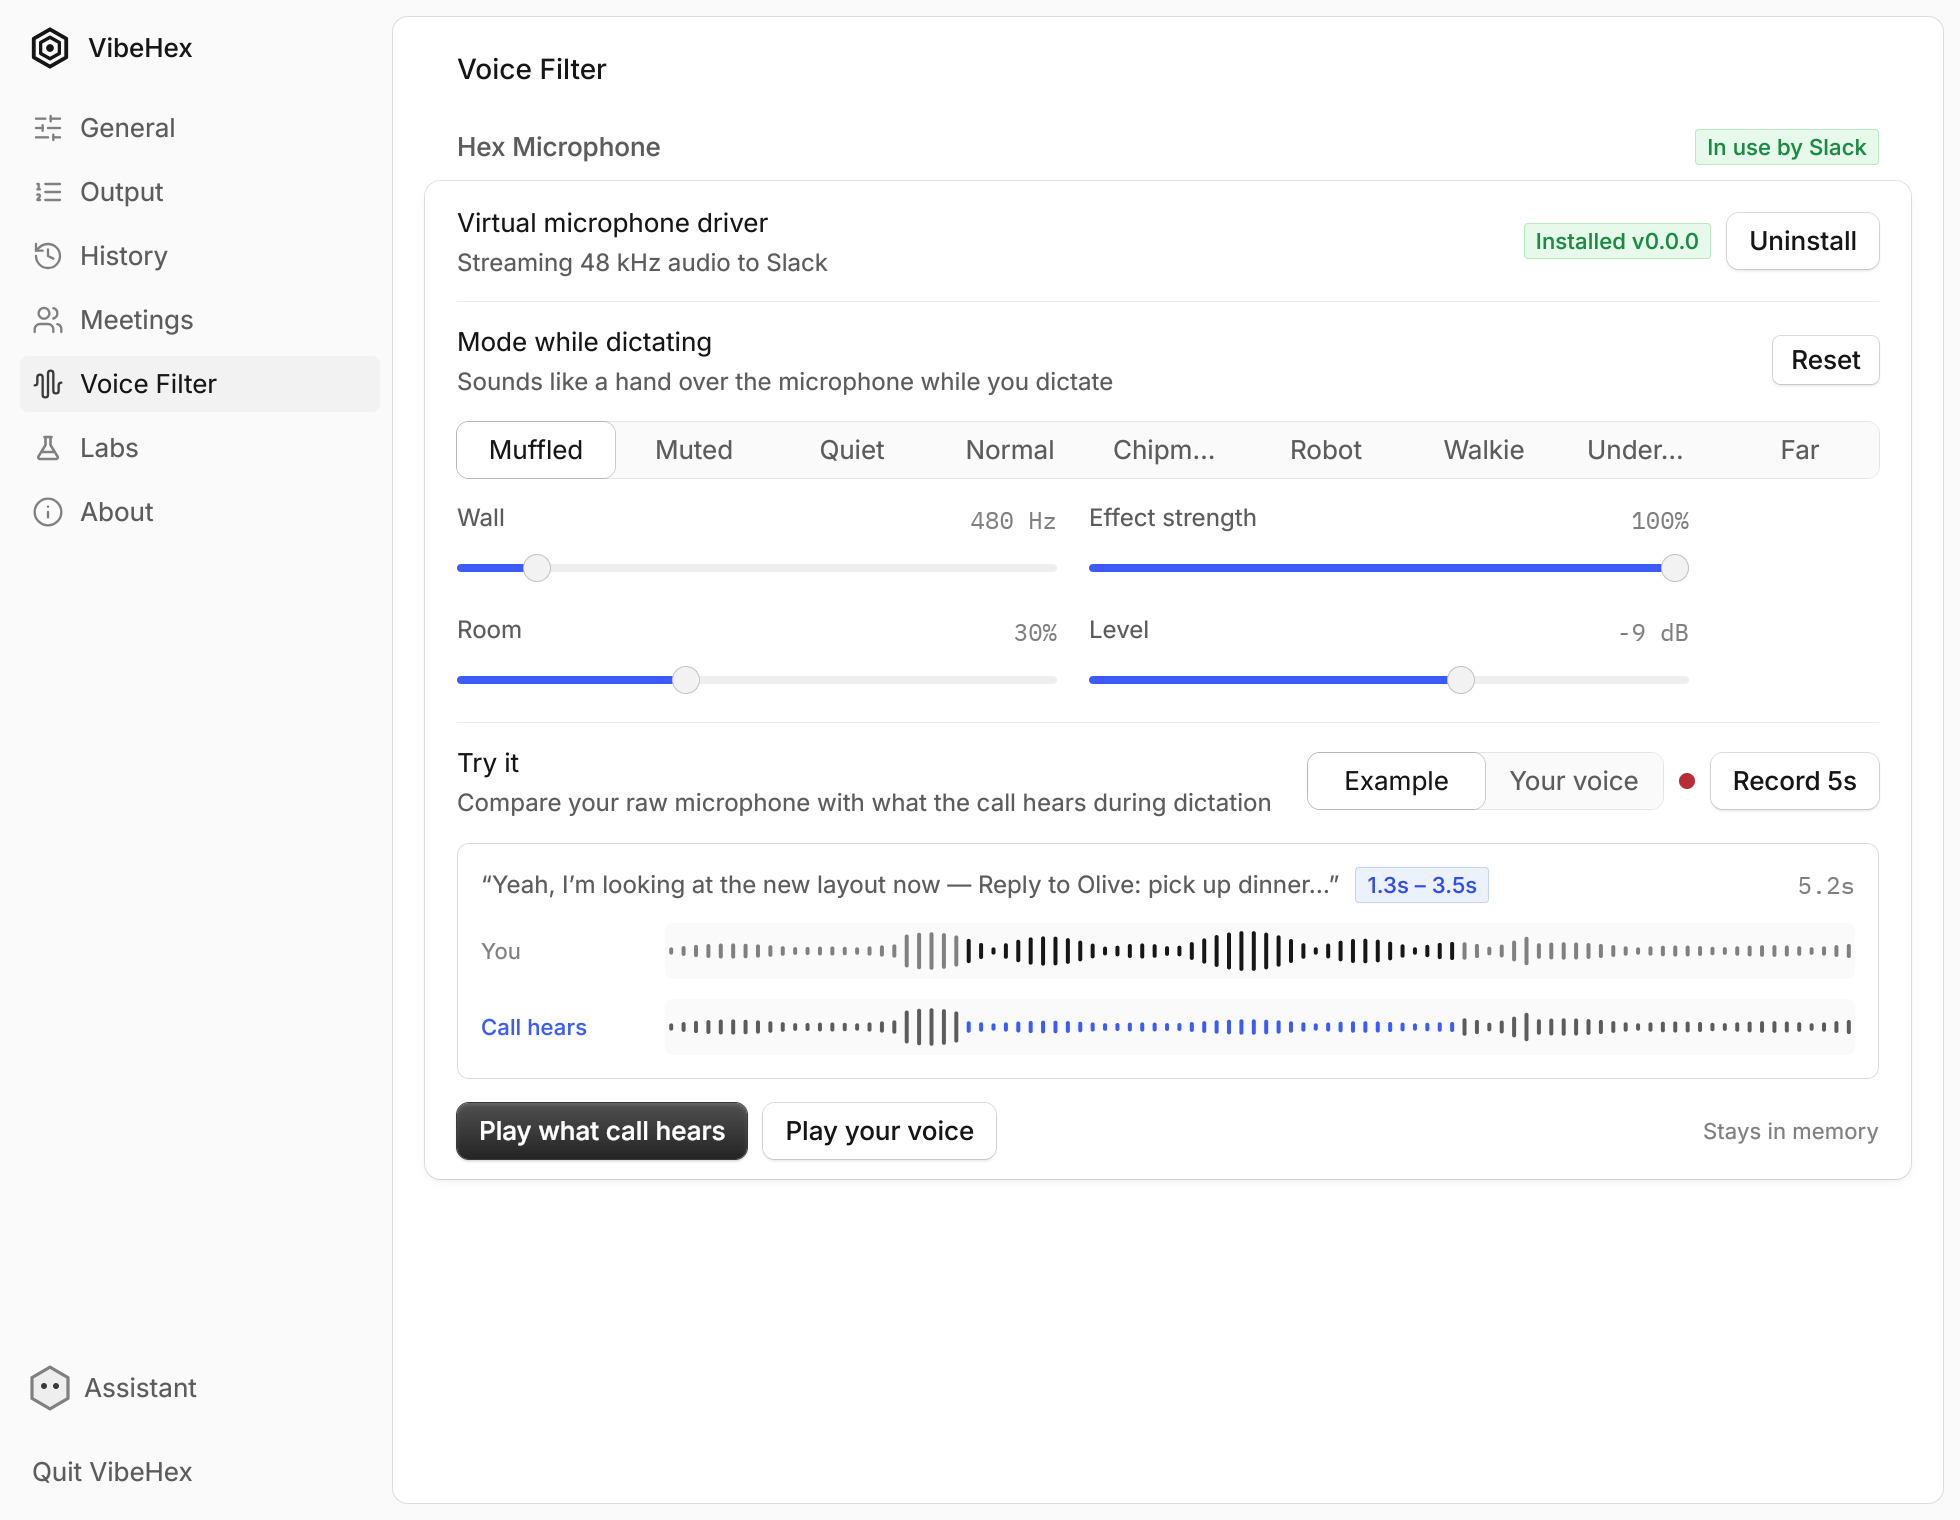 VibeHex
General
Output
History
Meetings
Voice Filter
Labs
About
Assistant
Quit VibeHex
Voice Filter
Hex Microphone
In use by Slack
Virtual microphone driver
Streaming 48 kHz audio to Slack
Installed v0.0.0
Uninstall
Mode while dictating
Sounds like a hand over the microphone while you dictate
Reset
Muffled
Muted
Quiet
Normal
Chipm...
Robot
Walkie
Under...
Far
Wall
480 Hz
Effect strength
100%
Room
30%
Level
-9 dB
Try it
Compare your raw microphone with what the call hears during dictation
Example
Your voice
Record 5s
“Yeah, I’m looking at the new layout now — Reply to Olive: pick up dinner...”
1.3s – 3.5s
5.2s
You
Call hears
Play what call hears
Play your voice
Stays in memory